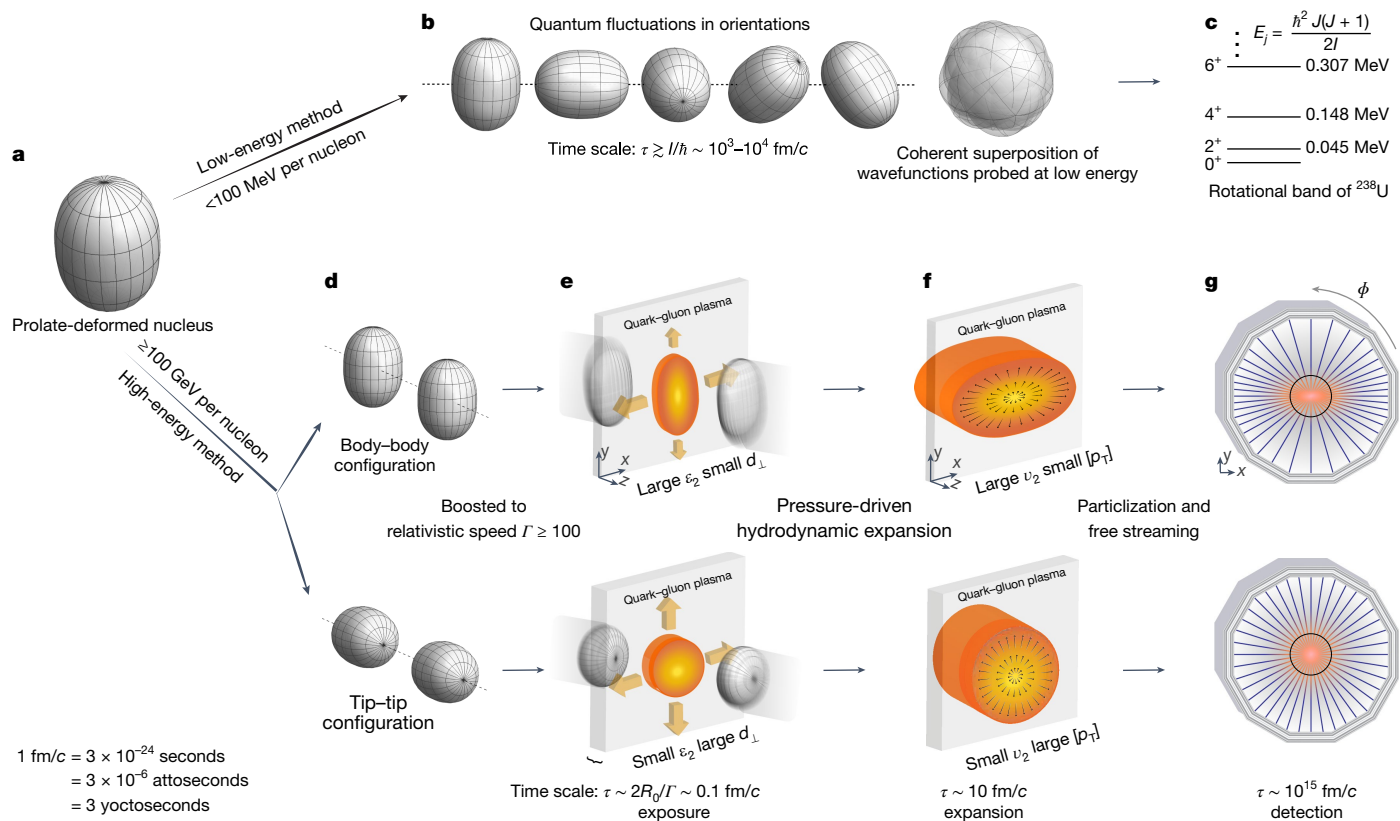 a
Prolate-deformed nucleus
Low-energy method
<100 MeV per nucleon
≥100 GeV per nucleon
High-energy method
b
Quantum fluctuations in orientations
Time scale: τ ≳ I/ħ ~ 10³–10⁴ fm/c
Coherent superposition of
wavefunctions probed at low energy
c
E_j = ħ² J(J + 1) / 2I
6⁺ 0.307 MeV
4⁺ 0.148 MeV
2⁺ 0.045 MeV
0⁺
Rotational band of ²³⁸U
d
Body–body
configuration
Boosted to
relativistic speed Γ ≥ 100
Tip–tip
configuration
e
Quark–gluon plasma
y
x
z
Large ε₂ small d⊥
Quark–gluon plasma
Small ε₂ large d⊥
Time scale: τ ~ 2R₀/Γ ~ 0.1 fm/c
exposure
Pressure-driven
hydrodynamic expansion
f
Quark–gluon plasma
y
x
z
Large υ₂ small [p_T]
Quark–gluon plasma
Small υ₂ large [p_T]
τ ~ 10 fm/c
expansion
Particlization and
free streaming
g
ϕ
y
x
τ ~ 10¹⁵ fm/c
detection
1 fm/c = 3 × 10⁻²⁴ seconds
= 3 × 10⁻⁶ attoseconds
= 3 yoctoseconds